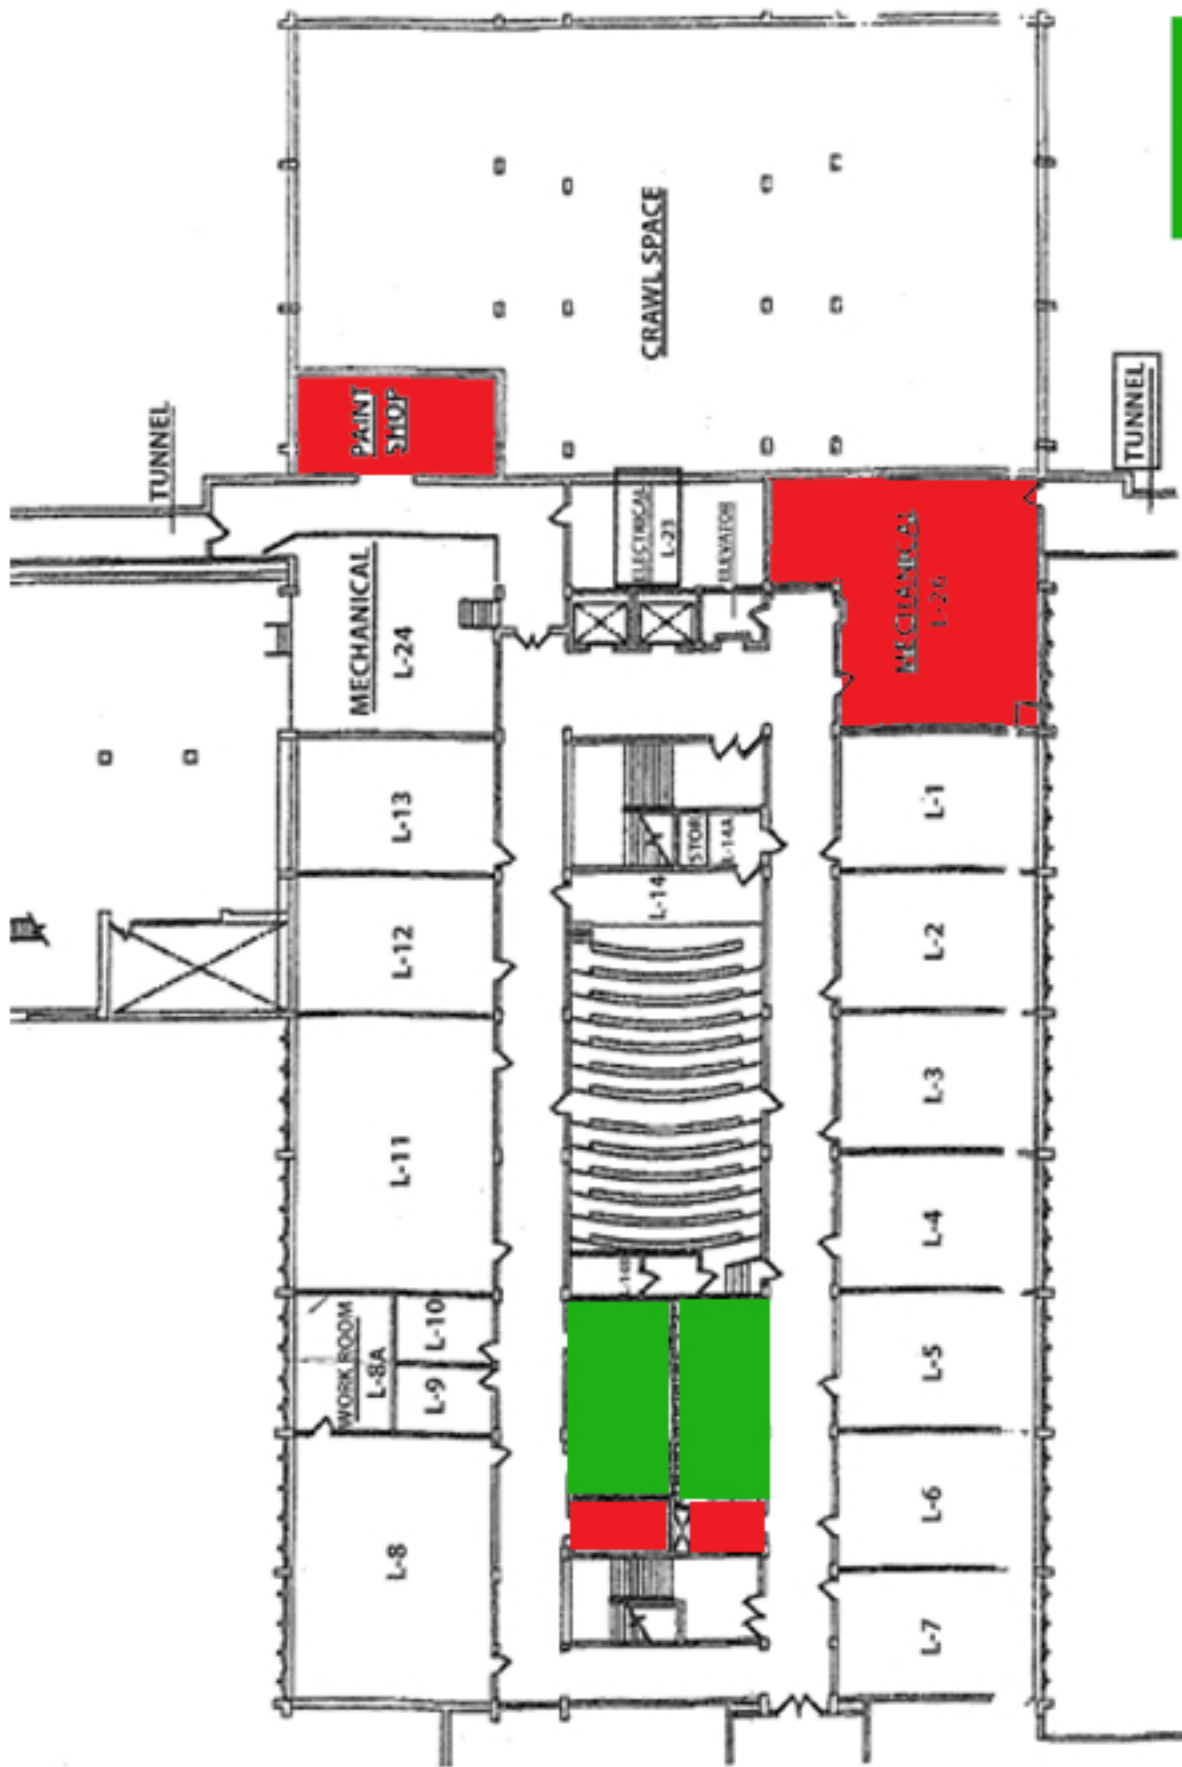 TUNNEL
PAINT
SHOP
CRAWL SPACE
TUNNEL
MECHANICAL
L-24
ELECTRICAL
L-23
ELEVATOR
MECHANICAL
L-26
L-13
STOR
L-14A
L-1
L-12
L-14
L-2
L-11
L-3
L-4
WORK ROOM
L-8A
L-10
L-9
L-5
L-8
L-6
L-7